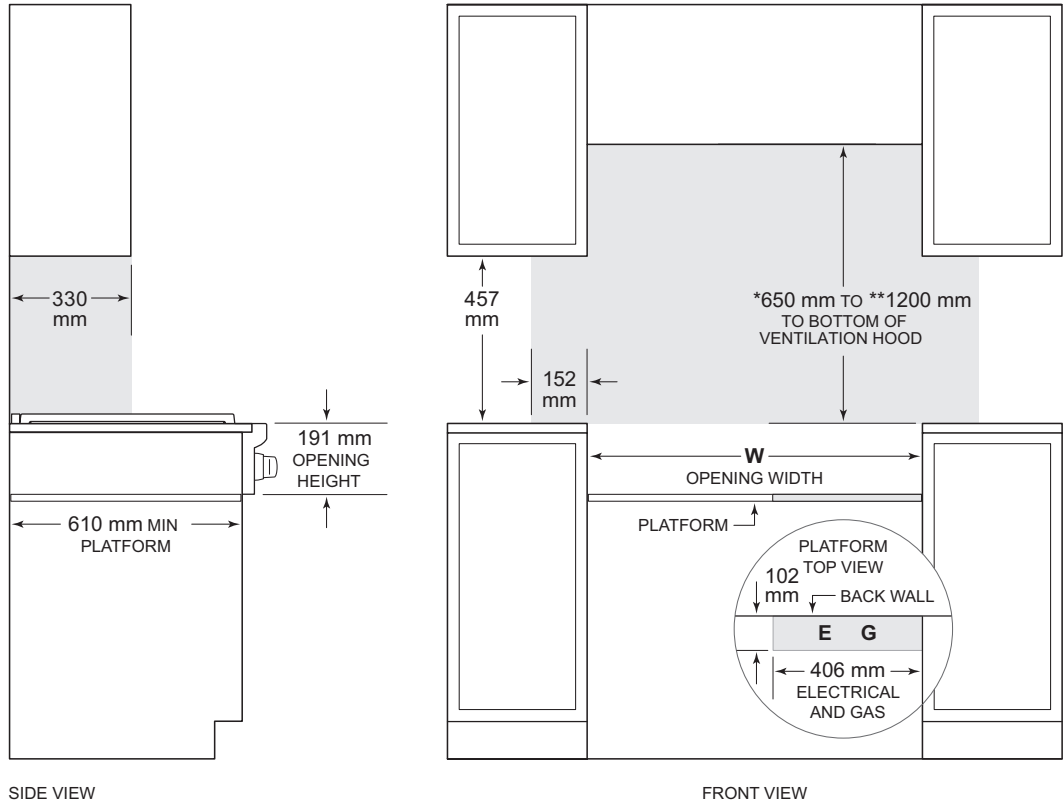 330
mm
191 mm
OPENING
HEIGHT
610 mm MIN
PLATFORM
SIDE VIEW
457
mm
*650 mm TO **1200 mm
TO BOTTOM OF
VENTILATION HOOD
152
mm
W
OPENING WIDTH
PLATFORM
PLATFORM
TOP VIEW
102
mm
BACK WALL
E G
406 mm
ELECTRICAL
AND GAS
FRONT VIEW